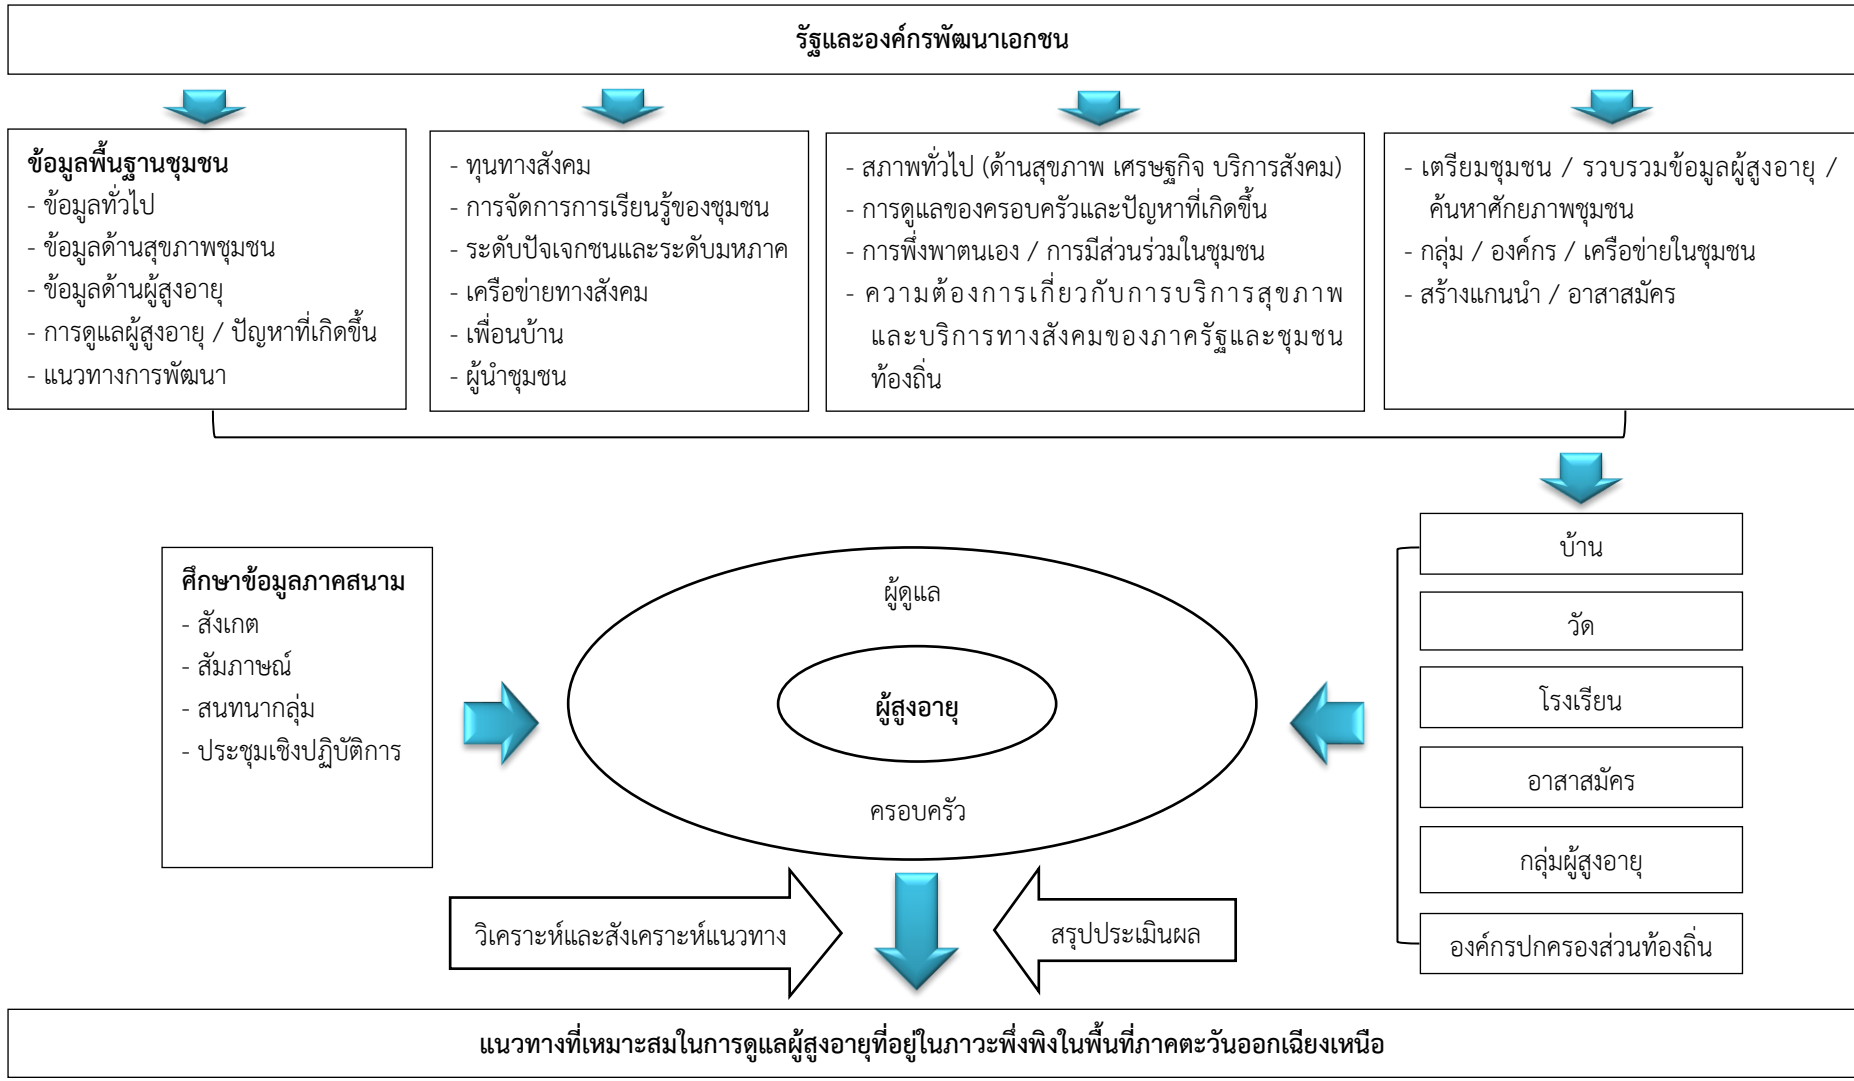 รัฐและองค์กรพัฒนาเอกชน
ข้อมูลพื้นฐานชุมชน
- ข้อมูลทั่วไป
- ข้อมูลด้านสุขภาพชุมชน
- ข้อมูลด้านผู้สูงอายุ
- การดูแลผู้สูงอายุ / ปัญหาที่เกิดขึ้น
- แนวทางการพัฒนา
- ทุนทางสังคม
- การจัดการการเรียนรู้ของชุมชน
- ระดับปัจเจกชนและระดับมหภาค
- เครือข่ายทางสังคม
- เพื่อนบ้าน
- ผู้นำชุมชน
- สภาพทั่วไป (ด้านสุขภาพ เศรษฐกิจ บริการสังคม)
- การดูแลของครอบครัวและปัญหาที่เกิดขึ้น
- การพึ่งพาตนเอง / การมีส่วนร่วมในชุมชน
- ความต้องการเกี่ยวกับการบริการสุขภาพ
และบริการทางสังคมของภาครัฐและชุมชน
ท้องถิ่น
- เตรียมชุมชน / รวบรวมข้อมูลผู้สูงอายุ /
ค้นหาศักยภาพชุมชน
- กลุ่ม / องค์กร / เครือข่ายในชุมชน
- สร้างแกนนำ / อาสาสมัคร
ศึกษาข้อมูลภาคสนาม
- สังเกต
- สัมภาษณ์
- สนทนากลุ่ม
- ประชุมเชิงปฏิบัติการ
ผู้ดูแล
ผู้สูงอายุ
ครอบครัว
บ้าน
วัด
โรงเรียน
อาสาสมัคร
กลุ่มผู้สูงอายุ
องค์กรปกครองส่วนท้องถิ่น
วิเคราะห์และสังเคราะห์แนวทาง
สรุปประเมินผล
แนวทางที่เหมาะสมในการดูแลผู้สูงอายุที่อยู่ในภาวะพึ่งพิงในพื้นที่ภาคตะวันออกเฉียงเหนือ